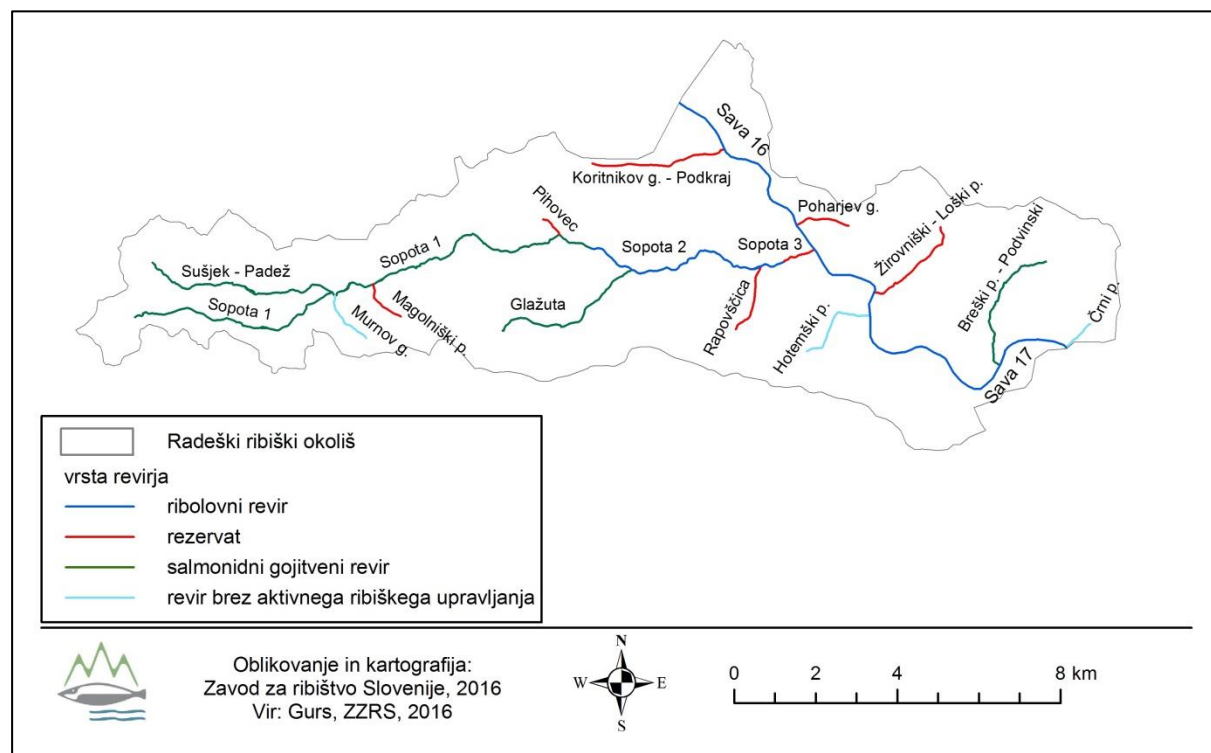 Sava 16
Koritnikov g. - Podkraj
Pihovec
Poharjev g.
Žirovniški - Loški p.
Sopota 1
Sopota 2
Sopota 3
Breški p. - Podvinski
Sušjek - Padež
Glažuta
Sopota 1
Murnov g.
Magolniški p.
Rapovščica
Hotemški p.
Črni p.
Sava 17
Radeški ribiški okoliš
vrsta revirja
ribolovni revir
rezervat
salmonidni gojitveni revir
revir brez aktivnega ribiškega upravljanja
Oblikovanje in kartografija:
Zavod za ribištvo Slovenije, 2016
Vir: Gurs, ZZRS, 2016
N
W E
S
0 2 4 6 8 km